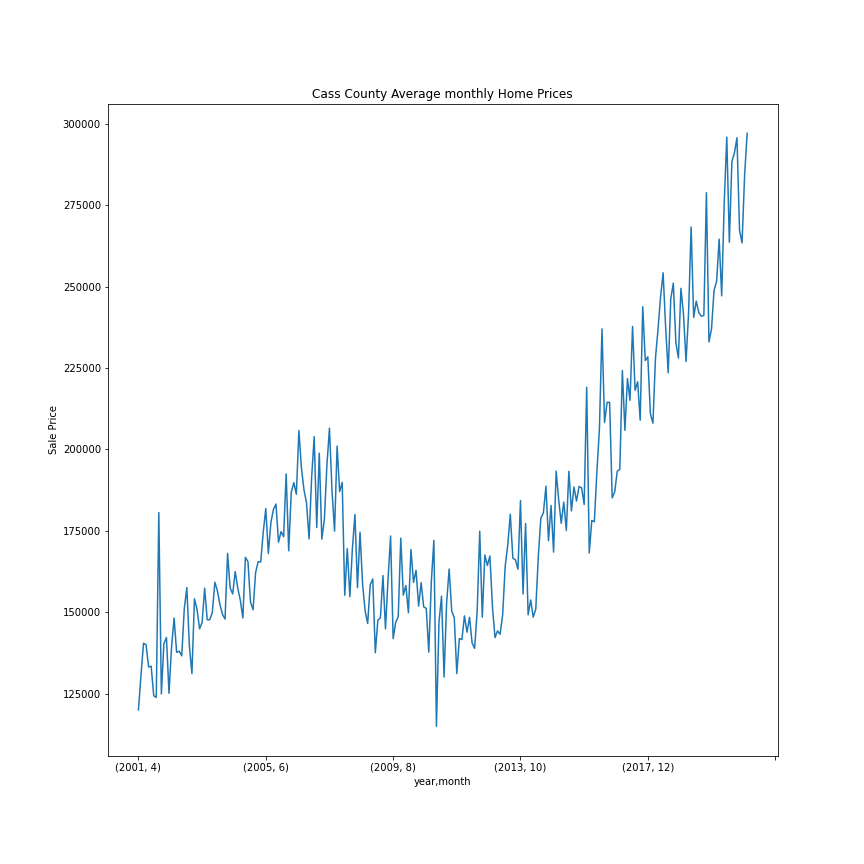 Cass County Average monthly Home Prices
300000
275000
250000
225000
200000
175000
150000
125000
Sale Price
(2001, 4) (2005, 6) (2009, 8) (2013, 10) (2017, 12)
year,month